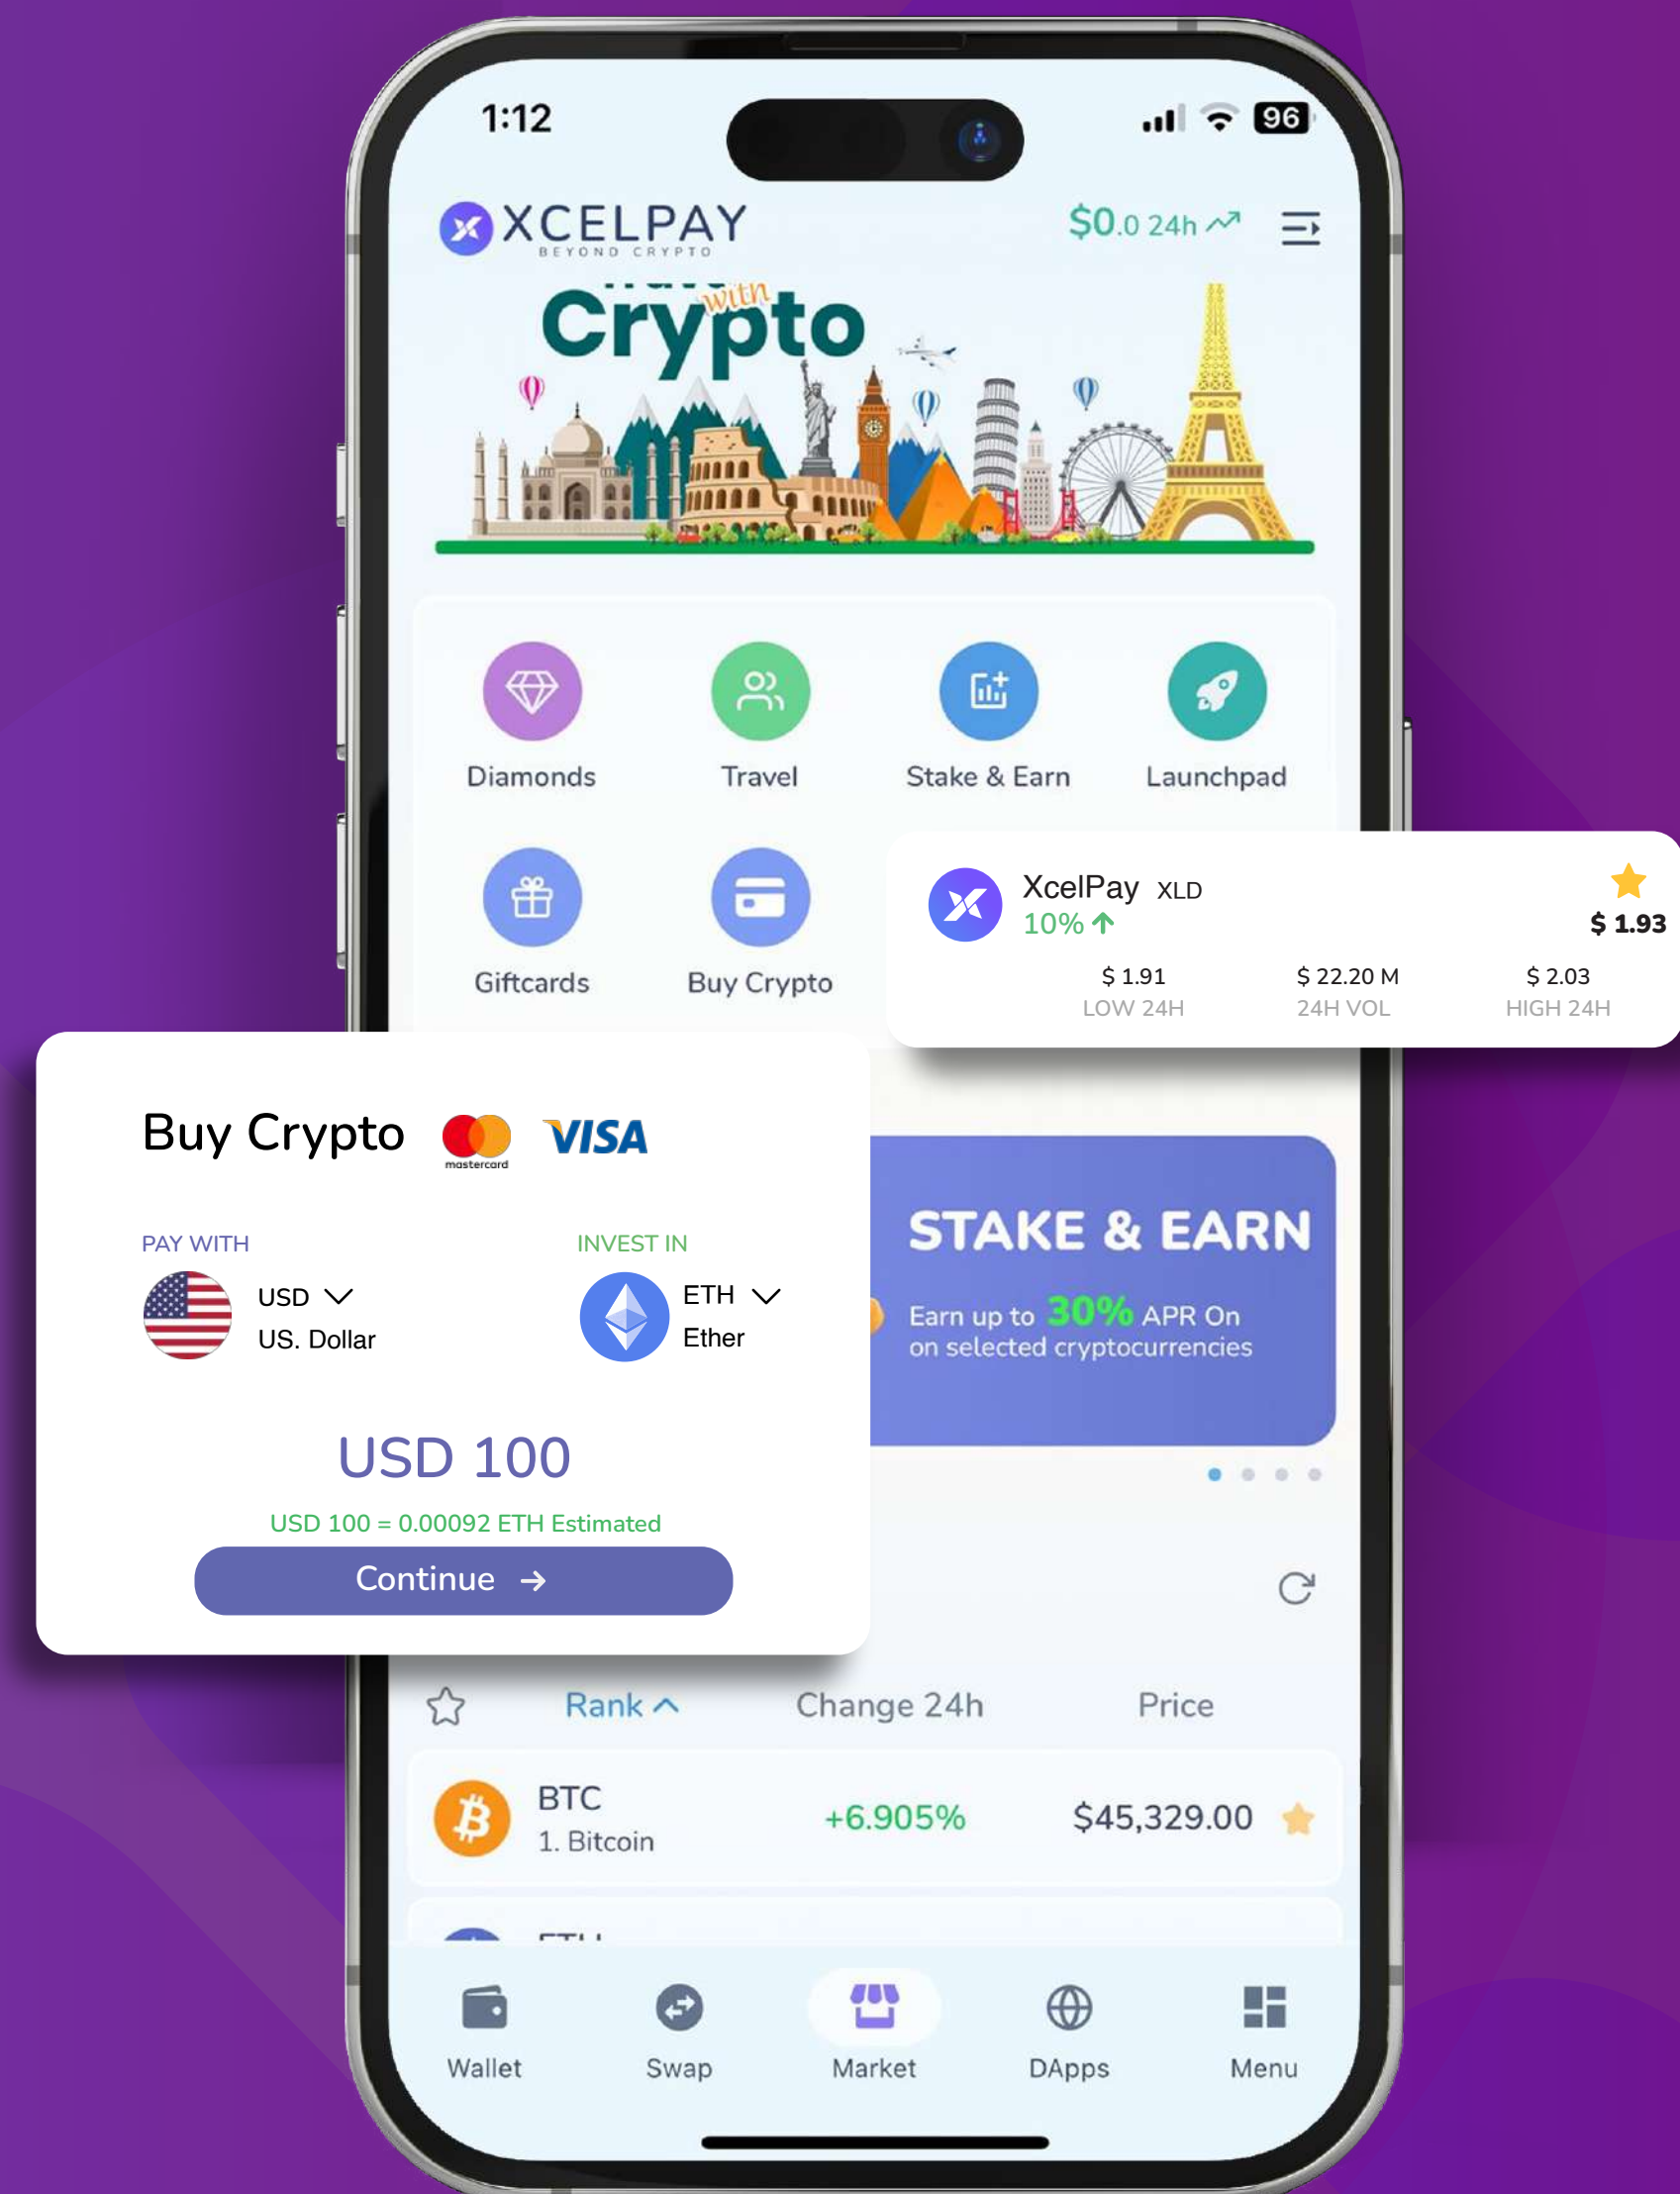 1:12
96
XCELPAY
BEYOND CRYPTO
$0.0 24h
with
Crypto
Diamonds
Travel
Stake & Earn
Launchpad
Giftcards
Buy Crypto
XcelPay XLD
10%
$ 1.93
$ 1.91
$ 22.20 M
$ 2.03
LOW 24H
24H VOL
HIGH 24H
Buy Crypto
mastercard
VISA
PAY WITH
INVEST IN
USD
US. Dollar
ETH
Ether
USD 100
USD 100 = 0.00092 ETH Estimated
Continue
STAKE & EARN
Earn up to 30% APR On
on selected cryptocurrencies
Rank
Change 24h
Price
BTC
1. Bitcoin
+6.905%
$45,329.00
Wallet
Swap
Market
DApps
Menu